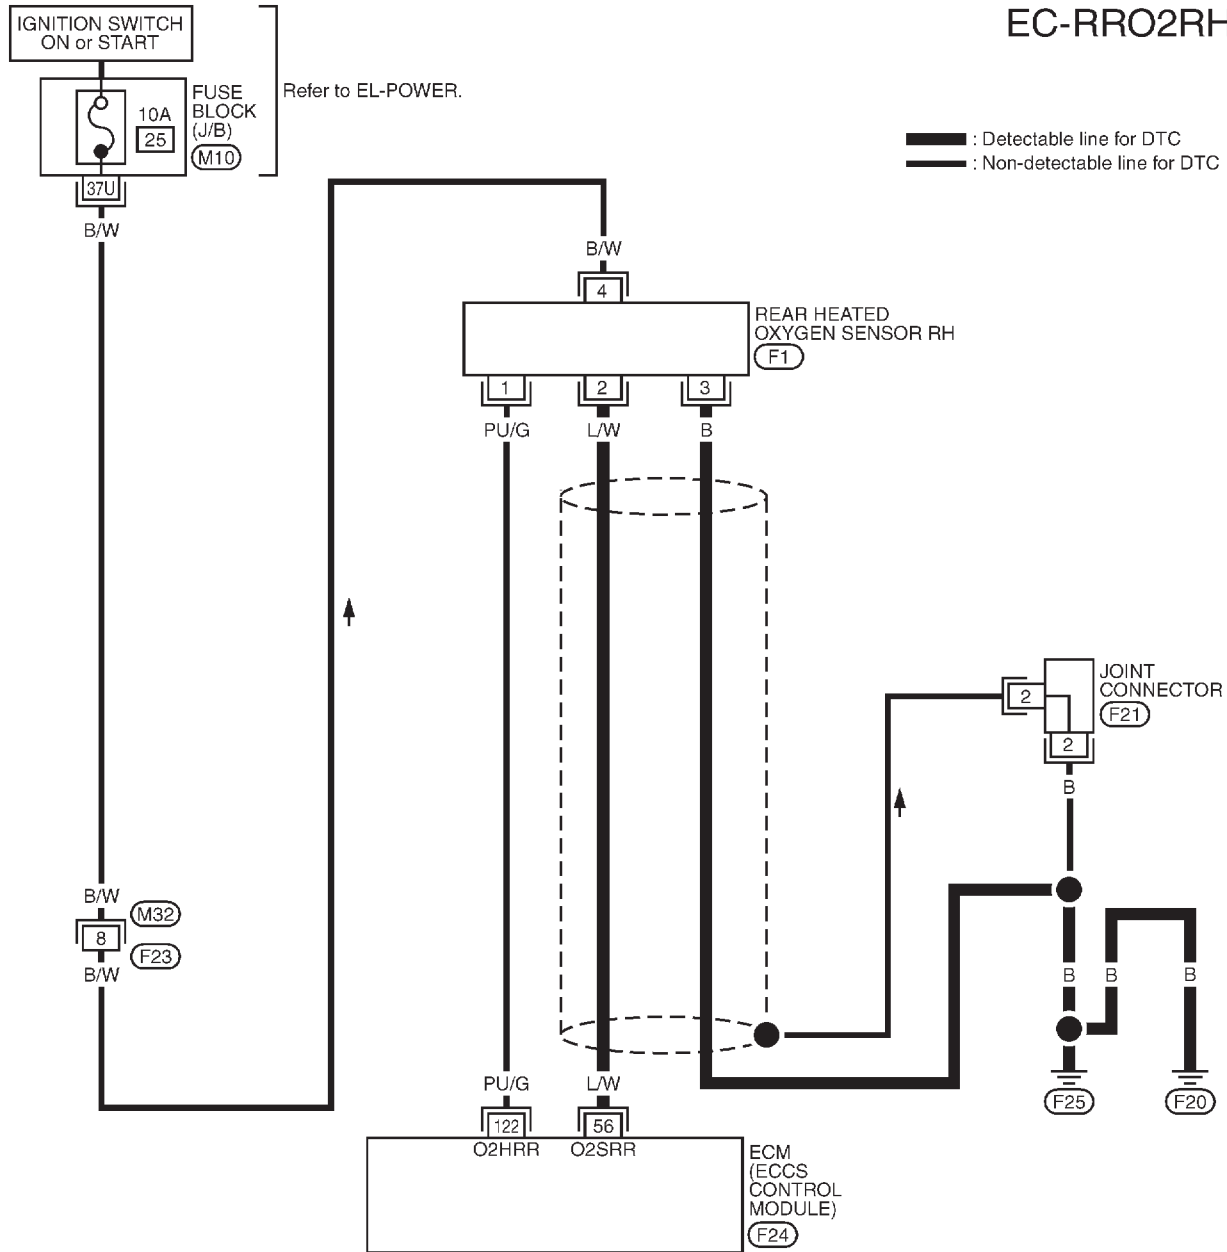 EC-RRO2RH
IGNITION SWITCH
ON or START
FUSE
BLOCK
(J/B)
M10
10A
25
Refer to EL-POWER.
: Detectable line for DTC
: Non-detectable line for DTC
37U
B/W
B/W
4
REAR HEATED
OXYGEN SENSOR RH
F1
1
2
3
PU/G
L/W
B
JOINT
CONNECTOR
F21
2
2
B
B/W
M32
8
F23
B/W
B
B
B
F25
F20
PU/G
L/W
122
56
O2HRR
O2SRR
ECM
(ECCS
CONTROL
MODULE)
F24